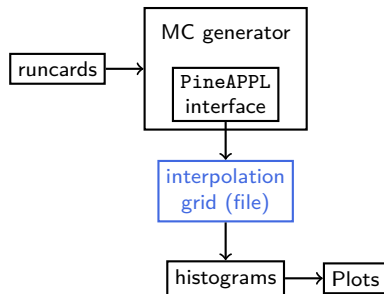 MC generator
runcards
PineAPPL
interface
interpolation
grid (file)
histograms
Plots